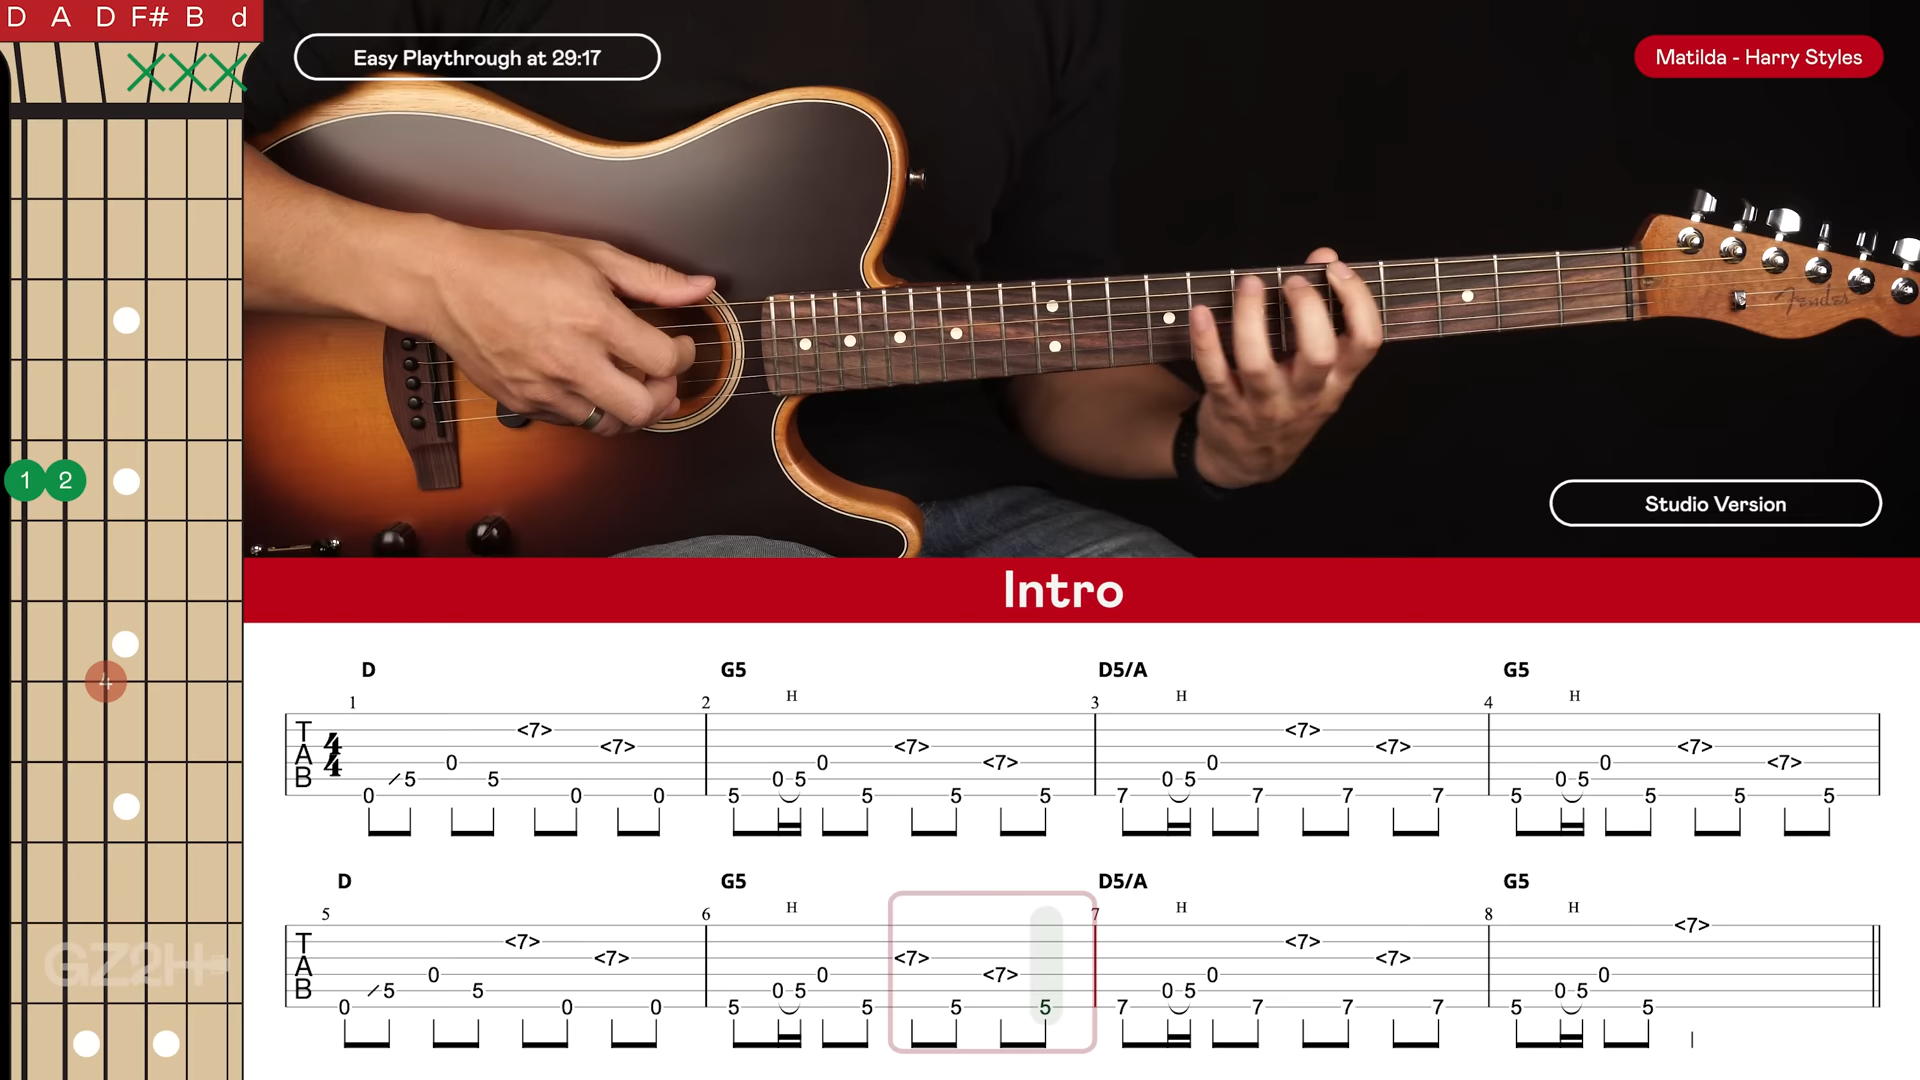 D A D F# B d
Easy Playthrough at 29:17
Matilda - Harry Styles
Fender
1 2
4
Studio Version
Intro
D G5 D5/A G5
1 2 H 3 H 4 H
T A B 4 4
<7> <7>
<7> <7> <7> <7>
0 0 <7> 0 0 <7>
5 5 0 5 0 5 0 5
0 0 0 5 5 5 5 7 7 7 7 5 5 5 5
D G5 D5/A G5
5 6 H 7 H 8 H
T A B
<7>
<7> <7>
<7> <7> <7>
0 0 <7> 0 0
5 5 0 5 0 5 0 5
0 0 0 5 5 5 5 7 7 7 7 5 5
GZ2H